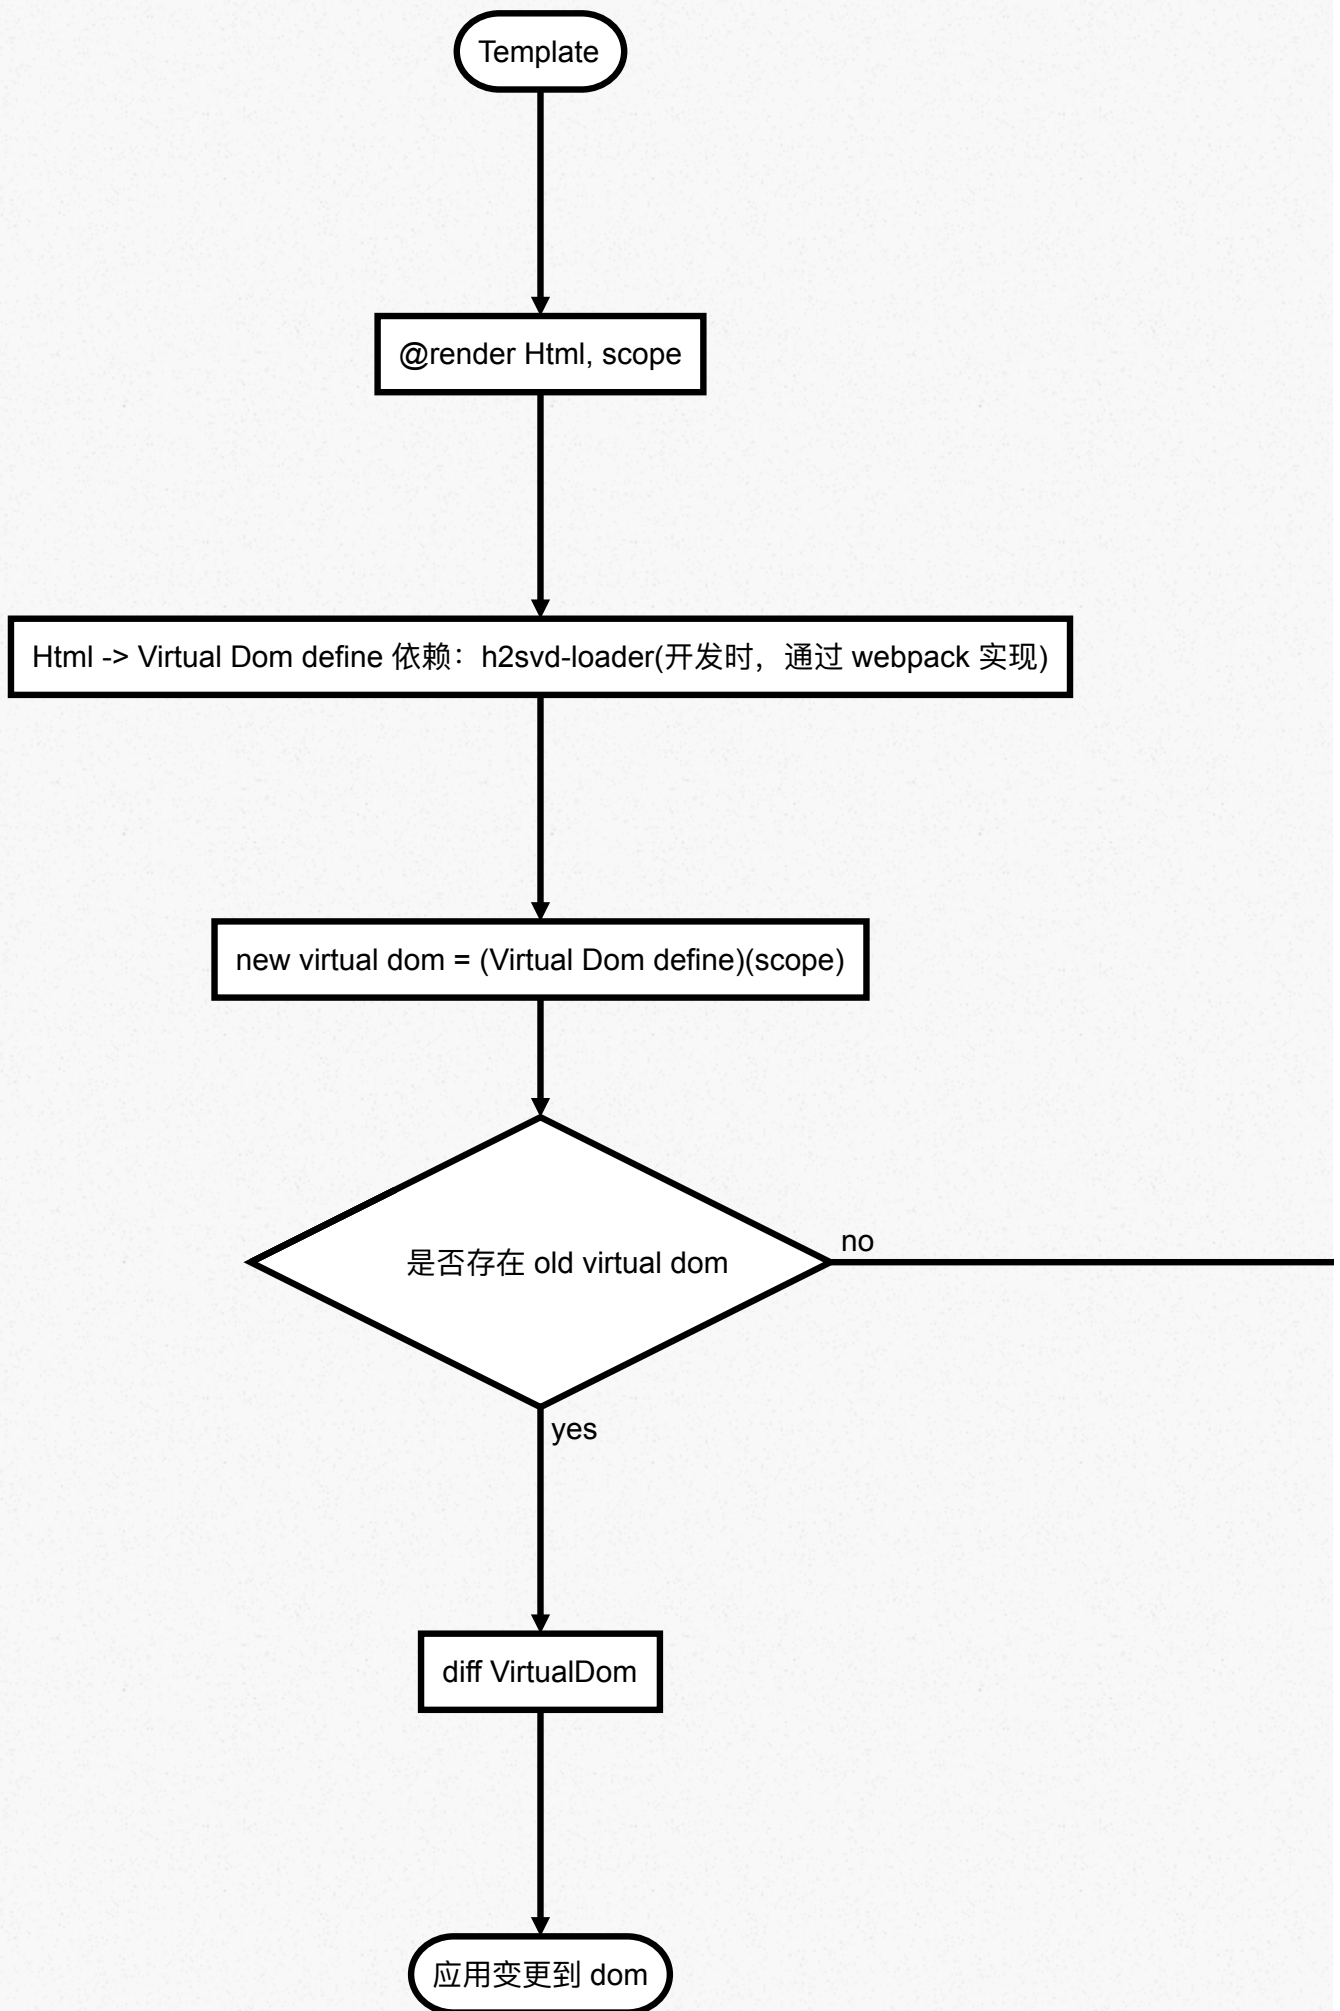 Template
@render Html, scope
Html -> Virtual Dom define 依赖：h2svd-loader(开发时，通过 webpack 实现)
new virtual dom = (Virtual Dom define)(scope)
是否存在 old virtual dom
no
yes
diff VirtualDom
应用变更到 dom